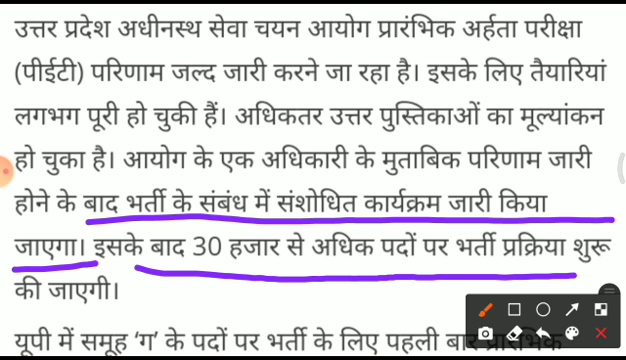 उत्तर प्रदेश अधीनस्थ सेवा चयन आयोग प्रारंभिक अर्हता परीक्षा
(पीईटी) परिणाम जल्द जारी करने जा रहा है। इसके लिए तैयारियां
लगभग पूरी हो चुकी हैं। अधिकतर उत्तर पुस्तिकाओं का मूल्यांकन
हो चुका है। आयोग के एक अधिकारी के मुताबिक परिणाम जारी
होने के बाद भर्ती के संबंध में संशोधित कार्यक्रम जारी किया
जाएगा। इसके बाद 30 हजार से अधिक पदों पर भर्ती प्रक्रिया शुरू
की जाएगी।
यूपी में समूह ‘ग’ के पदों पर भर्ती के लिए पहली बार प्रारंभिक